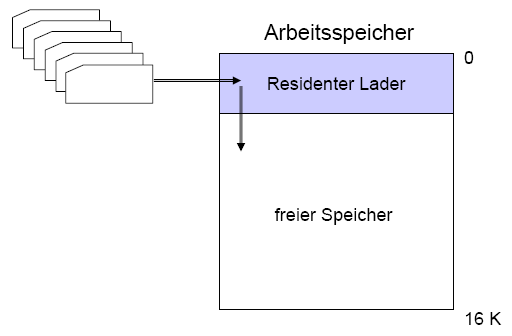 Arbeitsspeicher
0
Residenter Lader
freier Speicher
16 K